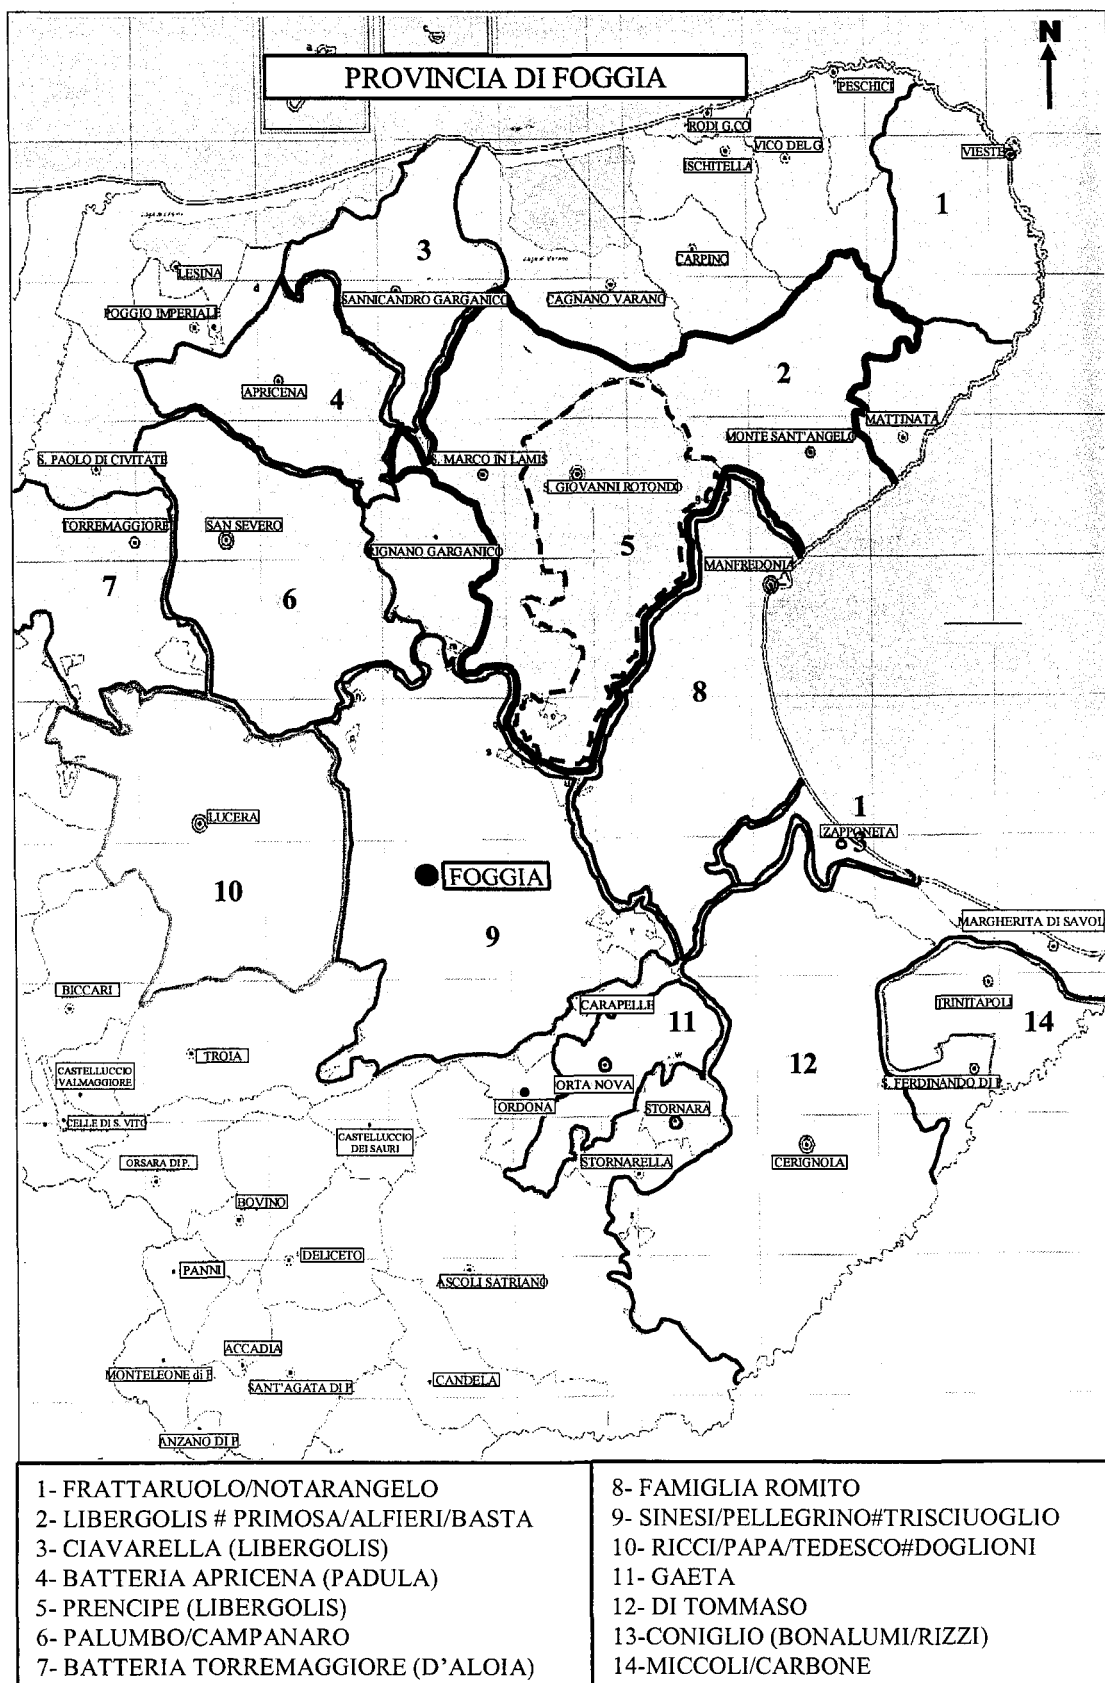 PROVINCIA DI FOGGIA
N
PESCHICI
RODI G.CO
VICO DEL G.
ISCHITELLA
VIESTE
1
3
CARPINO
LESINA
SANNICANDRO GARGANICO
CAGNANO VARANO
POGGIO IMPERIALE
2
APRICENA
4
MATTINATA
MONTE SANT'ANGELO
S. PAOLO DI CIVITATE
S. MARCO IN LAMIS
S. GIOVANNI ROTONDO
TORREMAGGIORE
SAN SEVERO
RIGNANO GARGANICO
5
MANFREDONIA
7
6
8
1
LUCERA
ZAPPONETA
3
FOGGIA
10
9
MARGHERITA DI SAVOI
BICCARI
TRINITAPOLI
CARAPELLE
11
14
TROIA
12
CASTELLUCCIO
VALMAGGIORE
S. FERDINANDO DI P.
ORTA NOVA
ORDONA
STORNARA
CELLE DI S. VITO
CASTELLUCCIO
DEI SAURI
ORSARA DI P.
STORNARELLA
CERIGNOLA
BOVINO
DELICETO
PANNI
ASCOLI SATRIANO
ACCADIA
MONTELEONE di P.
SANT'AGATA DI P.
CANDELA
ANZANO DI P.
1- FRATTARUOLO/NOTARANGELO
2- LIBERGOLIS # PRIMOSA/ALFIERI/BASTA
3- CIAVARELLA (LIBERGOLIS)
4- BATTERIA APRICENA (PADULA)
5- PRENCIPE (LIBERGOLIS)
6- PALUMBO/CAMPANARO
7- BATTERIA TORREMAGGIORE (D'ALOIA)
8- FAMIGLIA ROMITO
9- SINESI/PELLEGRINO#TRISCIUOGLIO
10- RICCI/PAPA/TEDESCO#DOGLIONI
11- GAETA
12- DI TOMMASO
13-CONIGLIO (BONALUMI/RIZZI)
14-MICCOLI/CARBONE